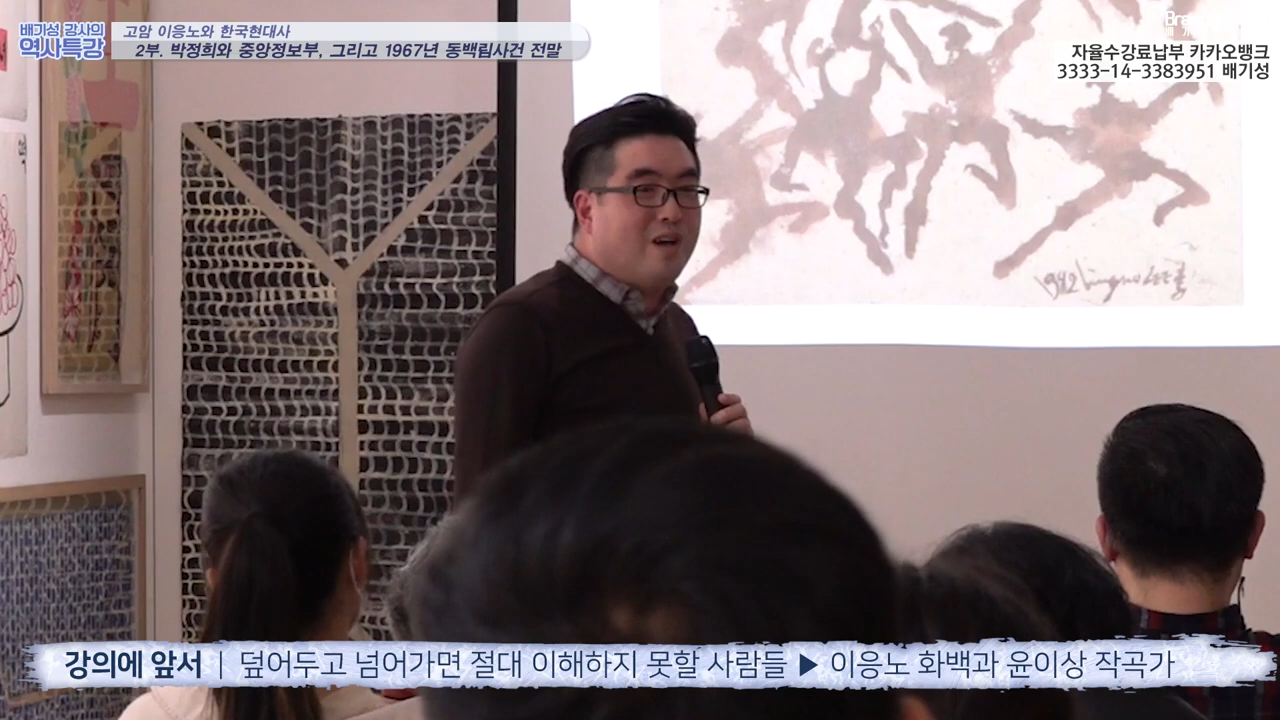 배기성 강사의
역사특강
고암 이응노와 한국현대사
2부. 박정희와 중앙정보부, 그리고 1967년 동백림사건 전말
자율수강료납부 카카오뱅크
3333-14-3383951 배기성
강의에 앞서 | 덮어두고 넘어가면 절대 이해하지 못할 사람들 ▶ 이응노 화백과 윤이상 작곡가